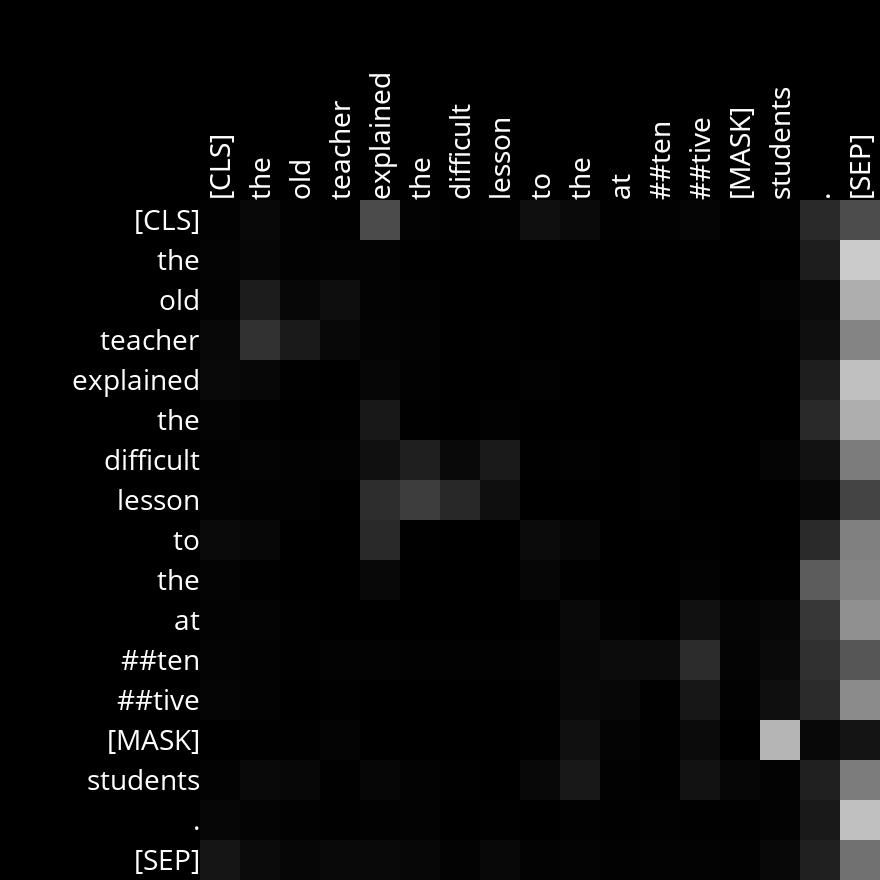 [CLS] the old teacher explained the difficult lesson to the at ##ten ##tive [MASK] students . [SEP]
[CLS]
the
old
teacher
explained
the
difficult
lesson
to
the
at
##ten
##tive
[MASK]
students
.
[SEP]